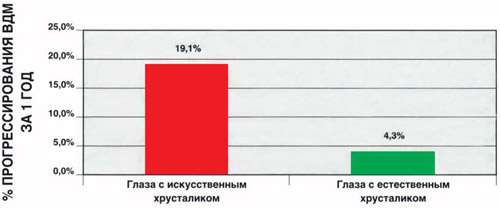 % ПРОГРЕССИРОВАНИЯ ВДМ
ЗА 1 ГОД
25,0%
20,0%
15,0%
10,0%
5,0%
0,0%
19,1%
4,3%
Глаза с искусственным
хрусталиком
Глаза с естественным
хрусталиком